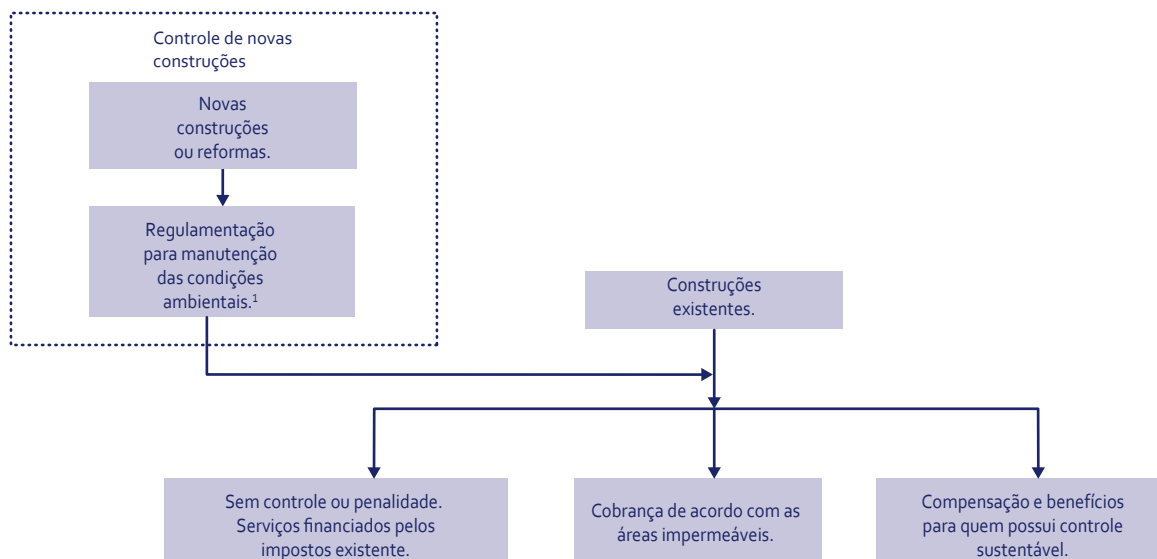 Controle de novas
construções
Novas
construções
ou reformas.
Regulamentação
para manutenção
das condições
ambientais.¹
Construções
existentes.
Sem controle ou penalidade.
Serviços financiados pelos
impostos existente.
Cobrança de acordo com as
áreas impermeáveis.
Compensação e benefícios
para quem possui controle
sustentável.